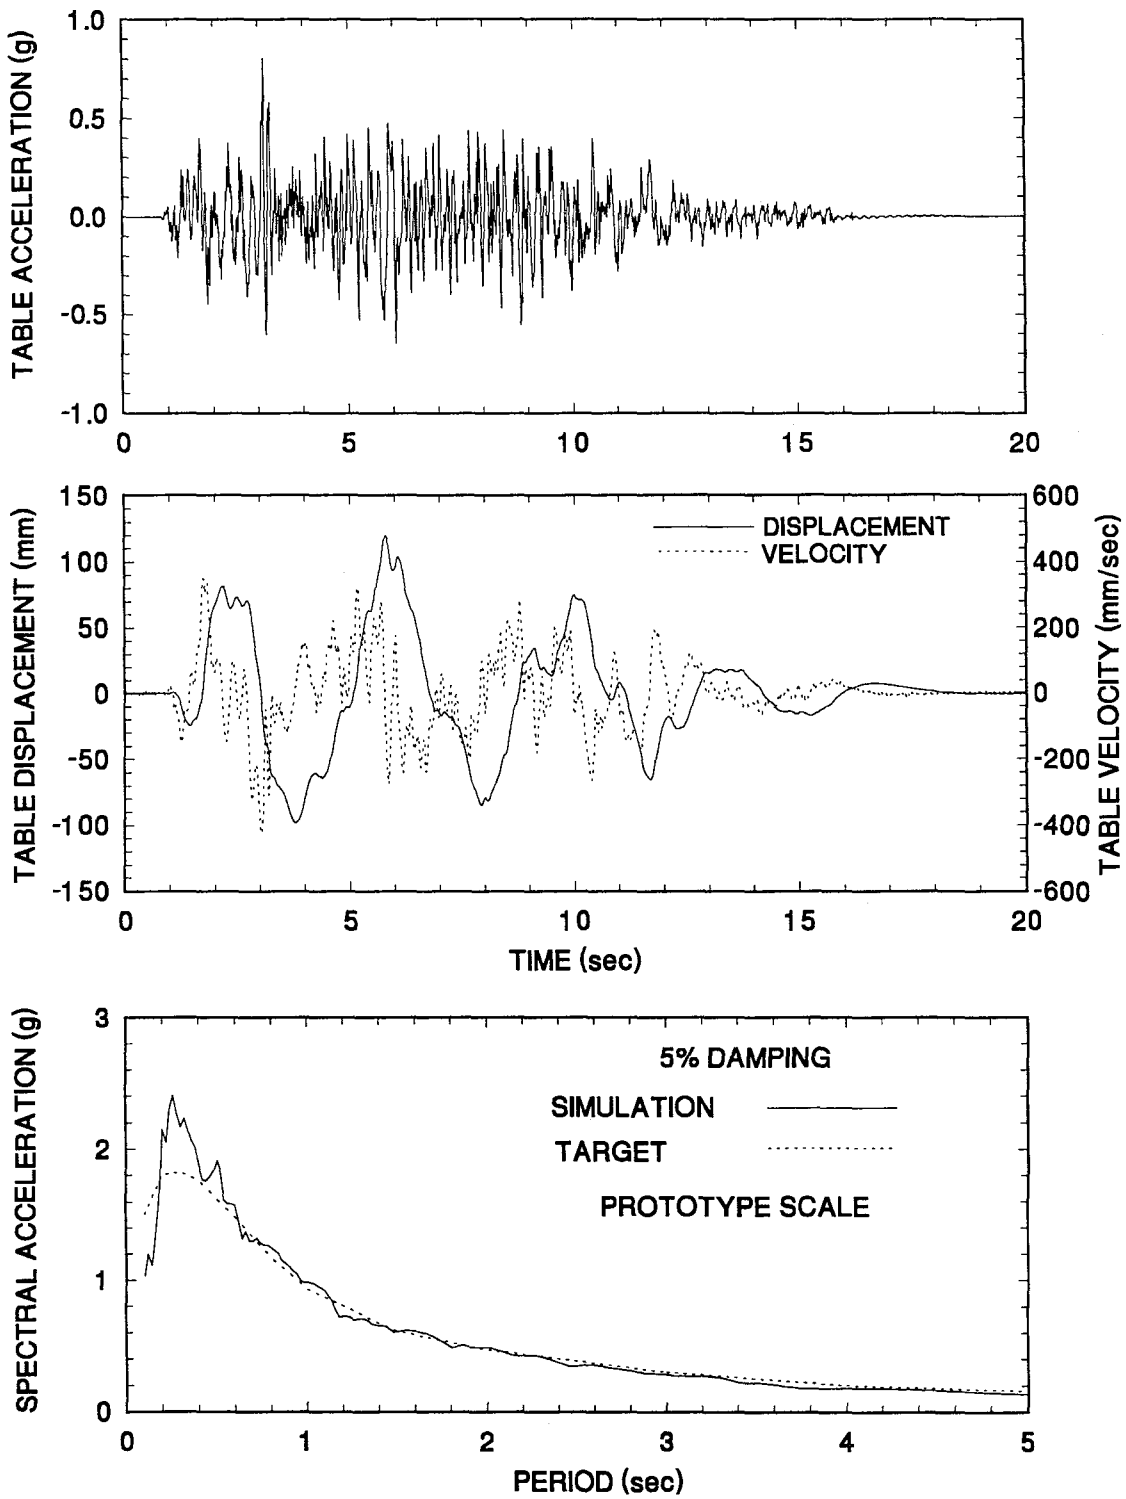 TABLE ACCELERATION (g)
1.0
0.5
0.0
-0.5
-1.0
0 5 10 15 20
TABLE DISPLACEMENT (mm)
150
100
50
0
-50
-100
-150
DISPLACEMENT
VELOCITY
600
400
200
0
-200
-400
-600
TABLE VELOCITY (mm/sec)
0 5 10 15 20
TIME (sec)
SPECTRAL ACCELERATION (g)
3
2
1
0
5% DAMPING
SIMULATION
TARGET
PROTOTYPE SCALE
0 1 2 3 4 5
PERIOD (sec)